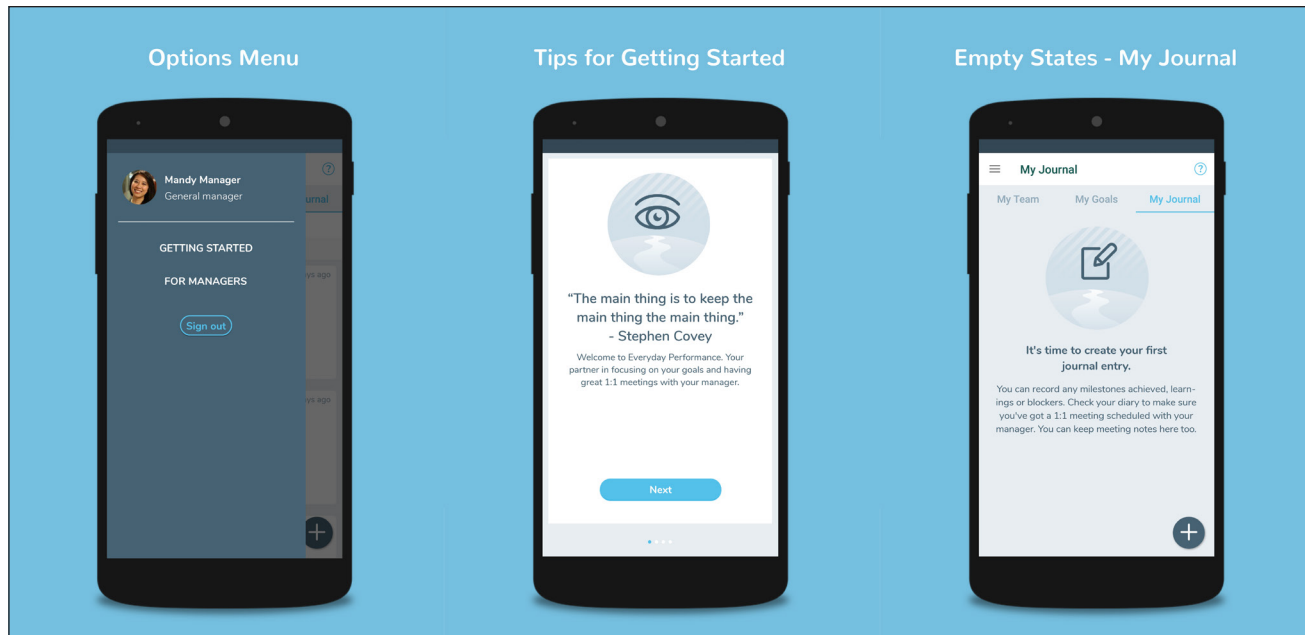 Options Menu
Mandy Manager
General manager
urnal
GETTING STARTED
FOR MANAGERS
ys ago
Sign out
ys ago
Tips for Getting Started
“The main thing is to keep the
main thing the main thing.”
- Stephen Covey
Welcome to Everyday Performance. Your
partner in focusing on your goals and having
great 1:1 meetings with your manager.
Next
Empty States - My Journal
My Journal
My Team My Goals My Journal
It's time to create your first
journal entry.
You can record any milestones achieved, learn-
ings or blockers. Check your diary to make sure
you've got a 1:1 meeting scheduled with your
manager. You can keep meeting notes here too.